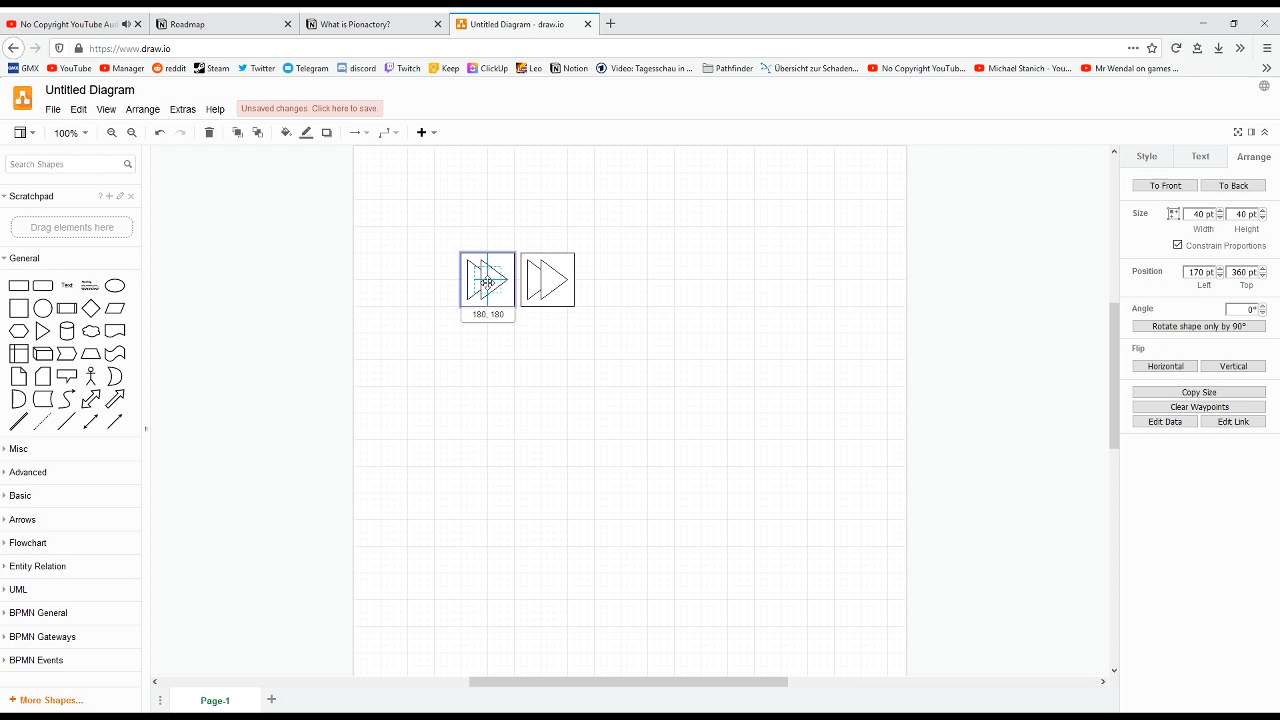 No Copyright YouTube Aud
Roadmap
What is Pionactory?
Untitled Diagram - draw.io
https://www.draw.io
GMX YouTube Manager reddit Steam Twitter Telegram discord Twitch Keep ClickUp Notion Video: Tagesschau in ... Pathfinder Übersicht zur Schaden... No Copyright YouTube... Michael Stanich - You... Mr Wendal on games...
Untitled Diagram
File Edit View Arrange Extras Help Unsaved changes. Click here to save.
100%
Search Shapes
Scratchpad
Drag elements here
General
Text
Misc
Advanced
Basic
Arrows
Flowchart
Entity Relation
UML
BPMN General
BPMN Gateways
BPMN Events
+ More Shapes...
180, 180
Page-1
Style Text Arrange
To Front To Back
Size 40 pt 40 pt
Width Height
Constrain Proportions
Position 170 pt 360 pt
Left Top
Angle 0°
Rotate shape only by 90°
Flip
Horizontal Vertical
Copy Size
Clear Waypoints
Edit Data Edit Link